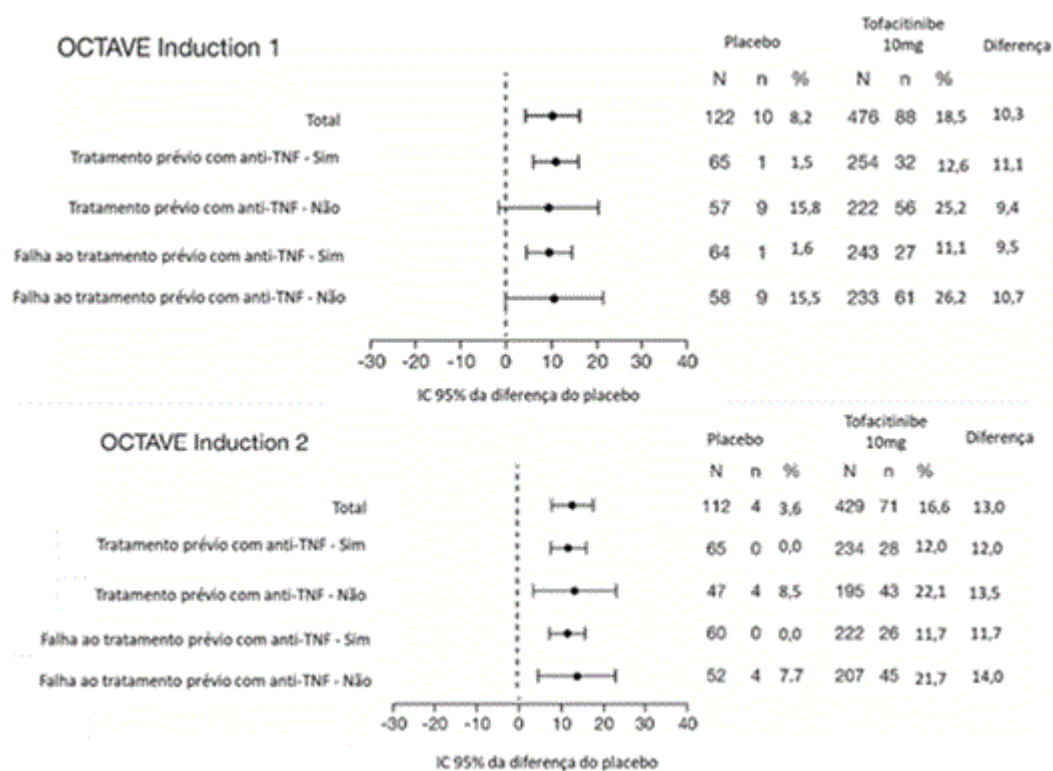 OCTAVE Induction 1
Placebo Tofacitinibe 10mg Diferença
N n % N n %
Total 122 10 8,2 476 88 18,5 10,3
Tratamento prévio com anti-TNF - Sim 65 1 1,5 254 32 12,6 11,1
Tratamento prévio com anti-TNF - Não 57 9 15,8 222 56 25,2 9,4
Falha ao tratamento prévio com anti-TNF - Sim 64 1 1,6 243 27 11,1 9,5
Falha ao tratamento prévio com anti-TNF - Não 58 9 15,5 233 61 26,2 10,7
-30 -20 -10 0 10 20 30 40
IC 95% da diferença do placebo
OCTAVE Induction 2
Placebo Tofacitinibe 10mg Diferença
N n % N n %
Total 112 4 3,6 429 71 16,6 13,0
Tratamento prévio com anti-TNF - Sim 65 0 0,0 234 28 12,0 12,0
Tratamento prévio com anti-TNF - Não 47 4 8,5 195 43 22,1 13,5
Falha ao tratamento prévio com anti-TNF - Sim 60 0 0,0 222 26 11,7 11,7
Falha ao tratamento prévio com anti-TNF - Não 52 4 7.7 207 45 21,7 14,0
-30 -20 -10 0 10 20 30 40
IC 95% da diferença do placebo